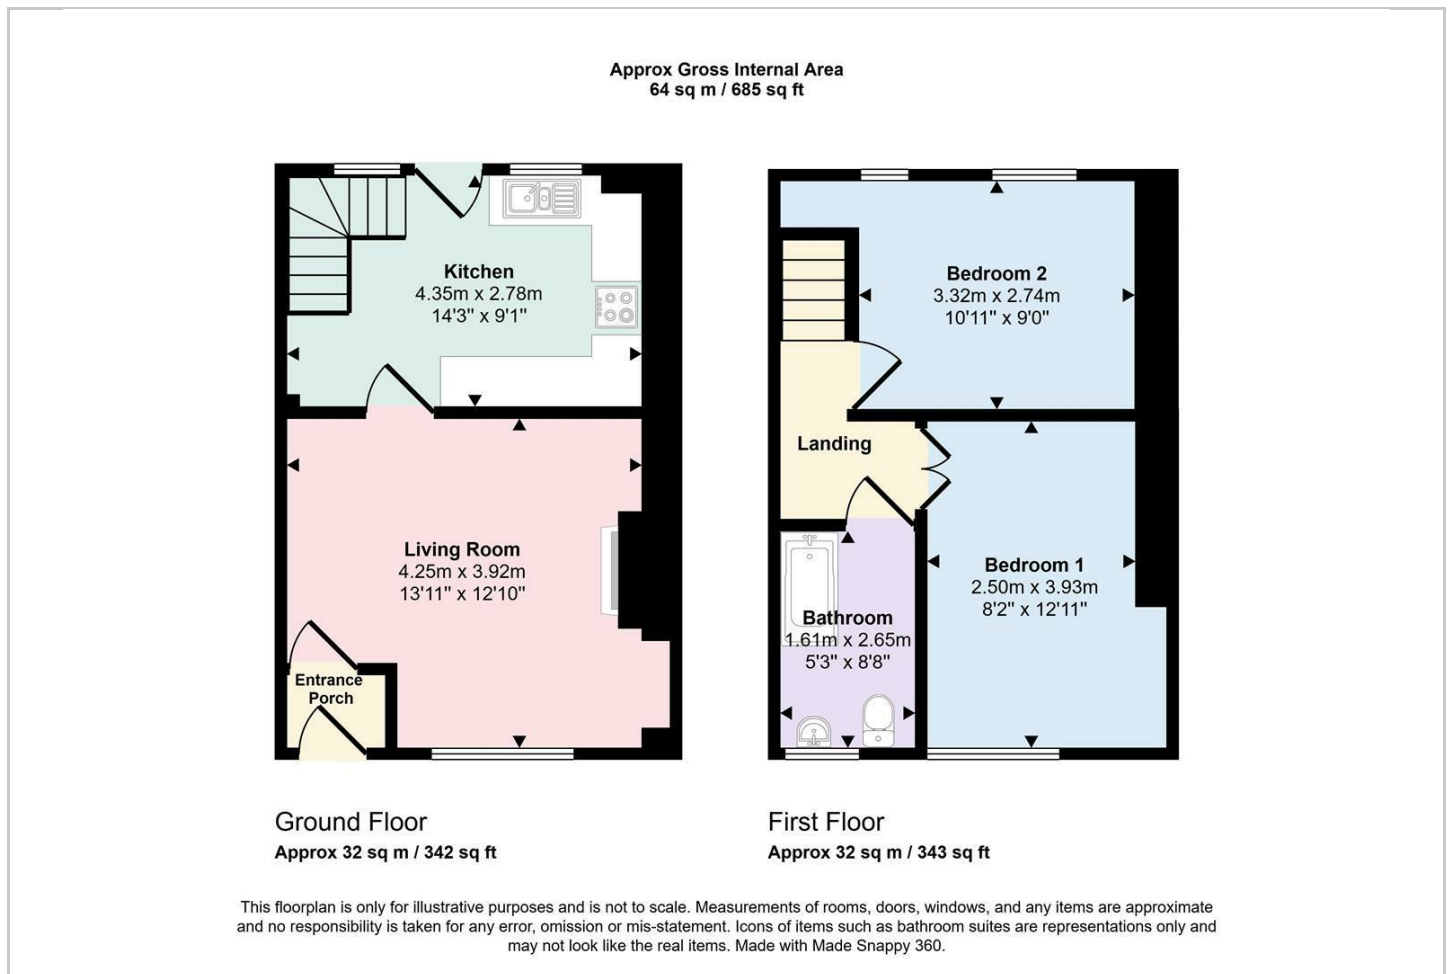 Approx Gross Internal Area
64 sq m / 685 sq ft
Kitchen
4.35m x 2.78m
14'3" x 9'1"
Living Room
4.25m x 3.92m
13'11" x 12'10"
Entrance
Porch
Ground Floor
Approx 32 sq m / 342 sq ft
Bedroom 2
3.32m x 2.74m
10'11" x 9'0"
Landing
Bedroom 1
2.50m x 3.93m
8'2" x 12'11"
Bathroom
1.61m x 2.65m
5'3" x 8'8"
First Floor
Approx 32 sq m / 343 sq ft
This floorplan is only for illustrative purposes and is not to scale. Measurements of rooms, doors, windows, and any items are approximate
and no responsibility is taken for any error, omission or mis-statement. Icons of items such as bathroom suites are representations only and
may not look like the real items. Made with Made Snappy 360.